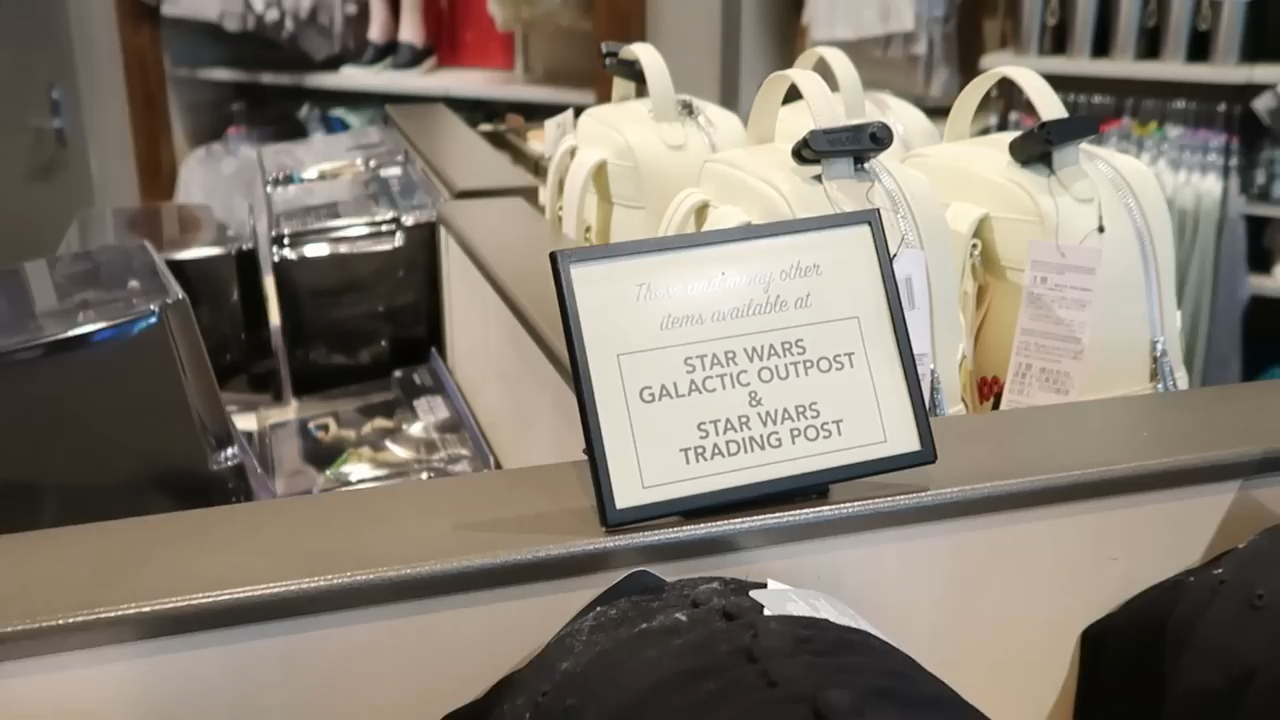 These and many other
items available at
STAR WARS
GALACTIC OUTPOST
&
STAR WARS
TRADING POST